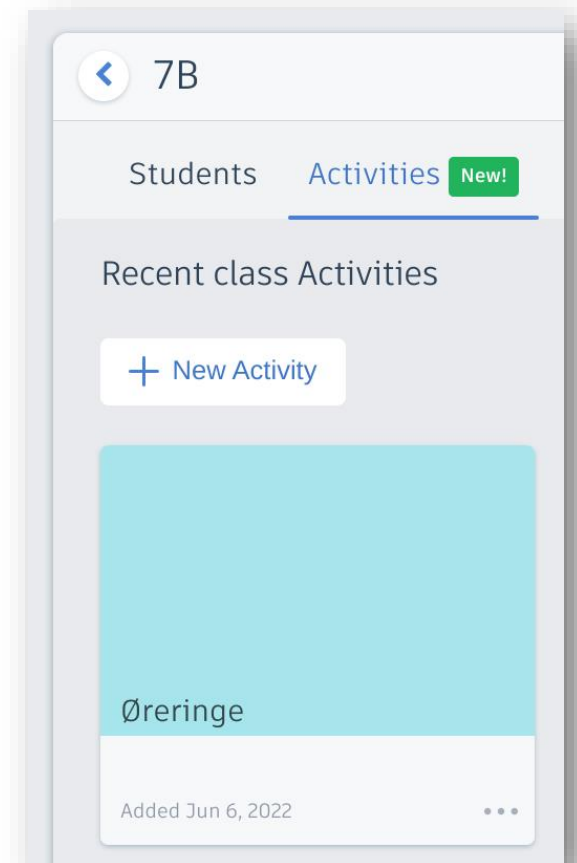 7B
Students Activities New!
Recent class Activities
+ New Activity
Øreringe
Added Jun 6, 2022